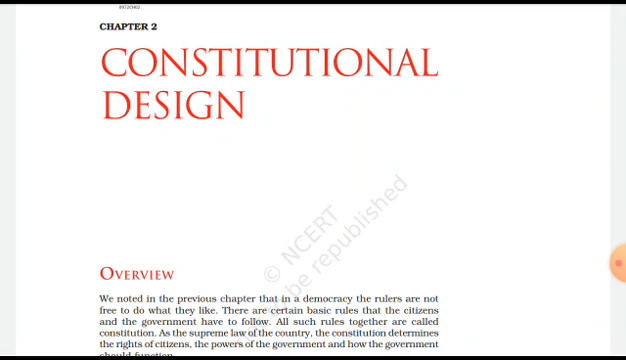 8972CH02
CHAPTER 2
CONSTITUTIONAL
DESIGN
© NCERT
be republished
OVERVIEW
We noted in the previous chapter that in a democracy the rulers are not
free to do what they like. There are certain basic rules that the citizens
and the government have to follow. All such rules together are called
constitution. As the supreme law of the country, the constitution determines
the rights of citizens, the powers of the government and how the government
should function.